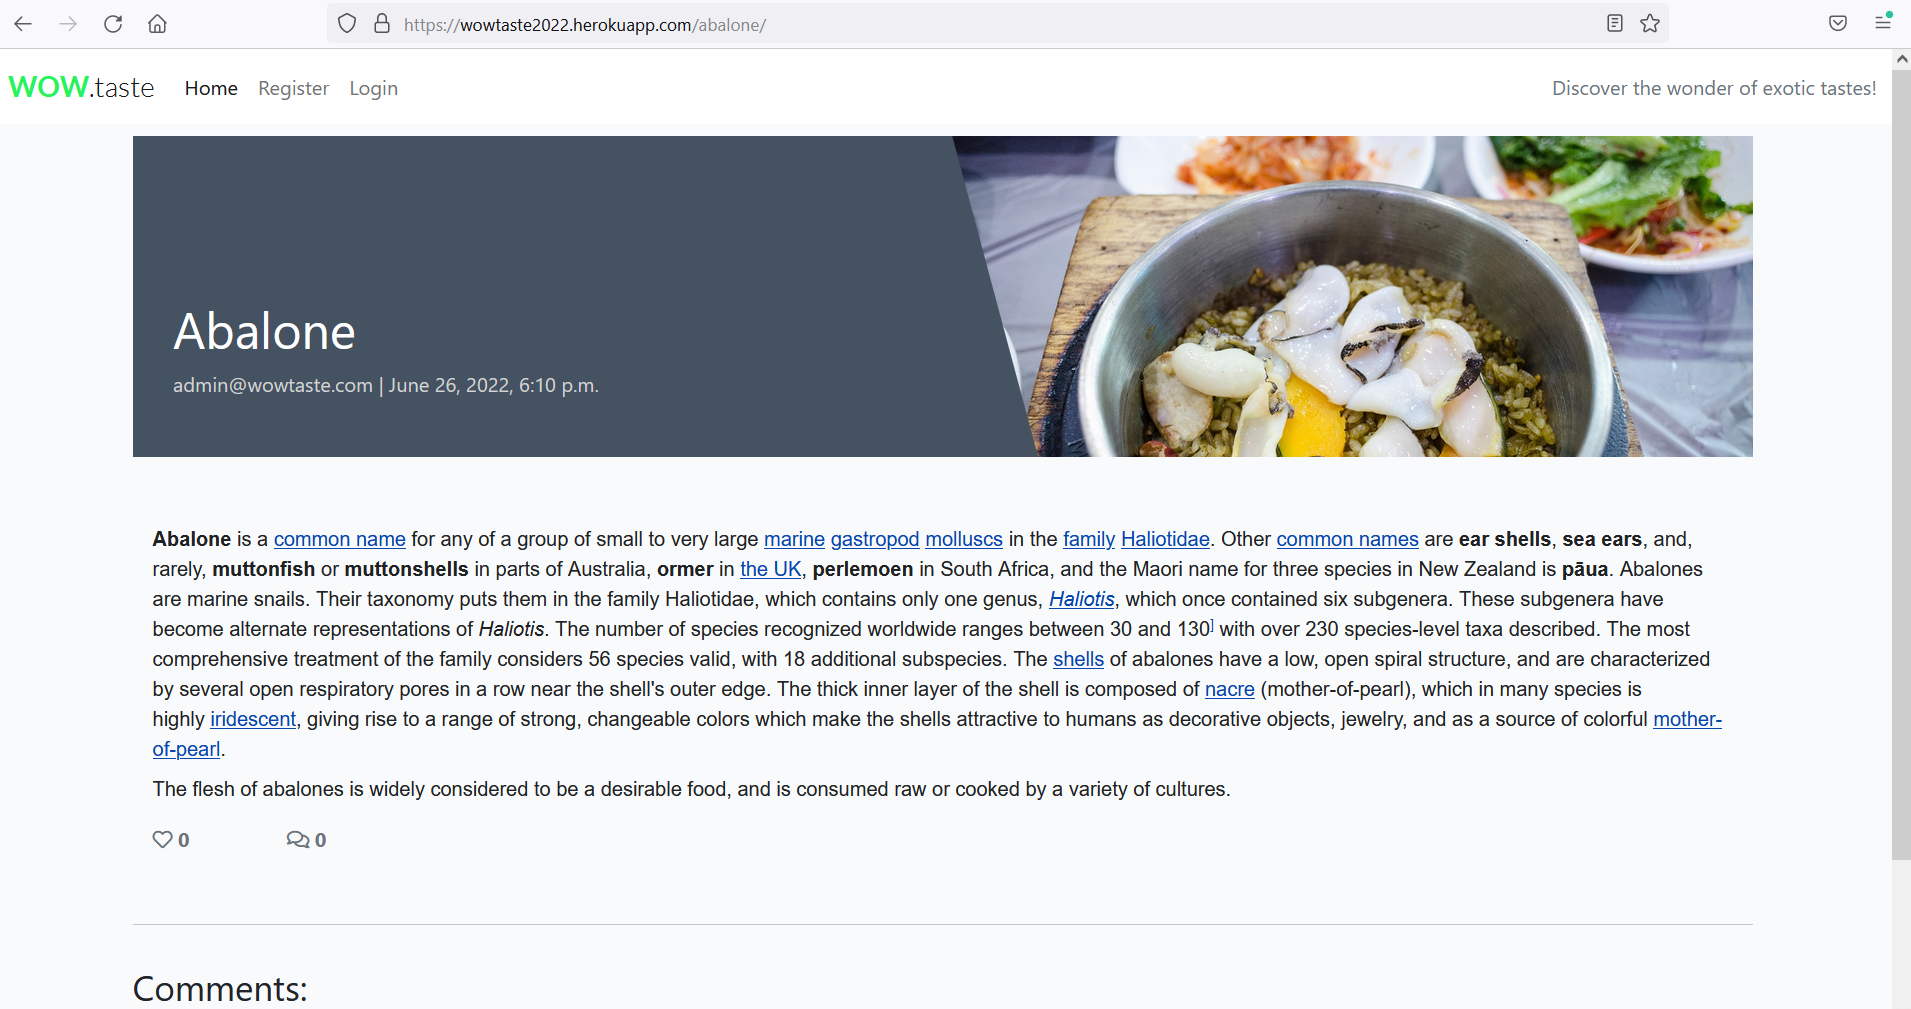 https://wowtaste2022.herokuapp.com/abalone/
WOW.taste Home Register Login Discover the wonder of exotic tastes!
Abalone
admin@wowtaste.com | June 26, 2022, 6:10 p.m.
Abalone is a common name for any of a group of small to very large marine gastropod molluscs in the family Haliotidae. Other common names are ear shells, sea ears, and,
rarely, muttonfish or muttonshells in parts of Australia, ormer in the UK, perlemoen in South Africa, and the Maori name for three species in New Zealand is pāua. Abalones
are marine snails. Their taxonomy puts them in the family Haliotidae, which contains only one genus, Haliotis, which once contained six subgenera. These subgenera have
become alternate representations of Haliotis. The number of species recognized worldwide ranges between 30 and 130] with over 230 species-level taxa described. The most
comprehensive treatment of the family considers 56 species valid, with 18 additional subspecies. The shells of abalones have a low, open spiral structure, and are characterized
by several open respiratory pores in a row near the shell's outer edge. The thick inner layer of the shell is composed of nacre (mother-of-pearl), which in many species is
highly iridescent, giving rise to a range of strong, changeable colors which make the shells attractive to humans as decorative objects, jewelry, and as a source of colorful mother-
of-pearl.
The flesh of abalones is widely considered to be a desirable food, and is consumed raw or cooked by a variety of cultures.
0 0
Comments: